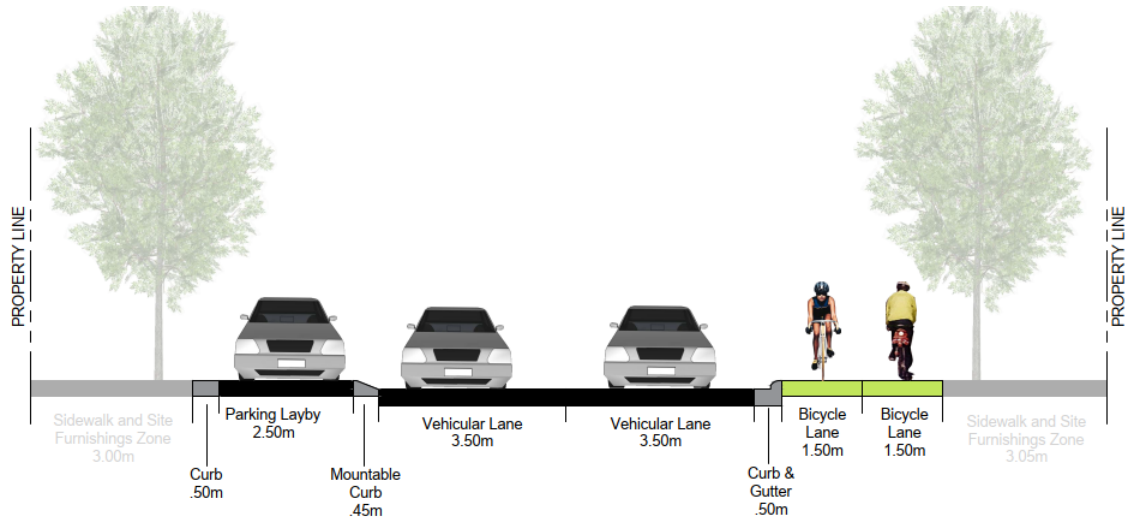 PROPERTY LINE
PROPERTY LINE
Sidewalk and Site
Furnishings Zone
3.00m
Parking Layby
2.50m
Vehicular Lane
3.50m
Vehicular Lane
3.50m
Bicycle
Lane
1.50m
Bicycle
Lane
1.50m
Sidewalk and Site
Furnishings Zone
3.05m
Curb
.50m
Mountable
Curb
.45m
Curb &
Gutter
.50m